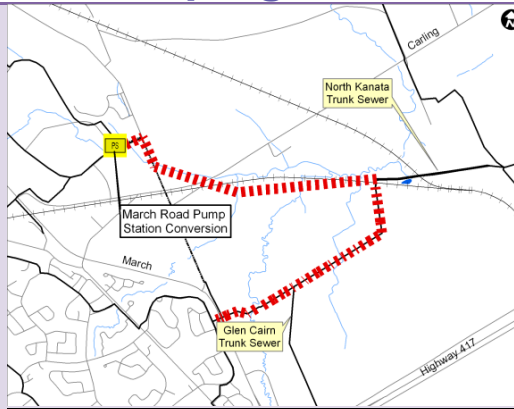 Carling
North Kanata
Trunk Sewer
PS
March Road Pump
Station Conversion
March
Glen Cairn
Trunk Sewer
Highway 417